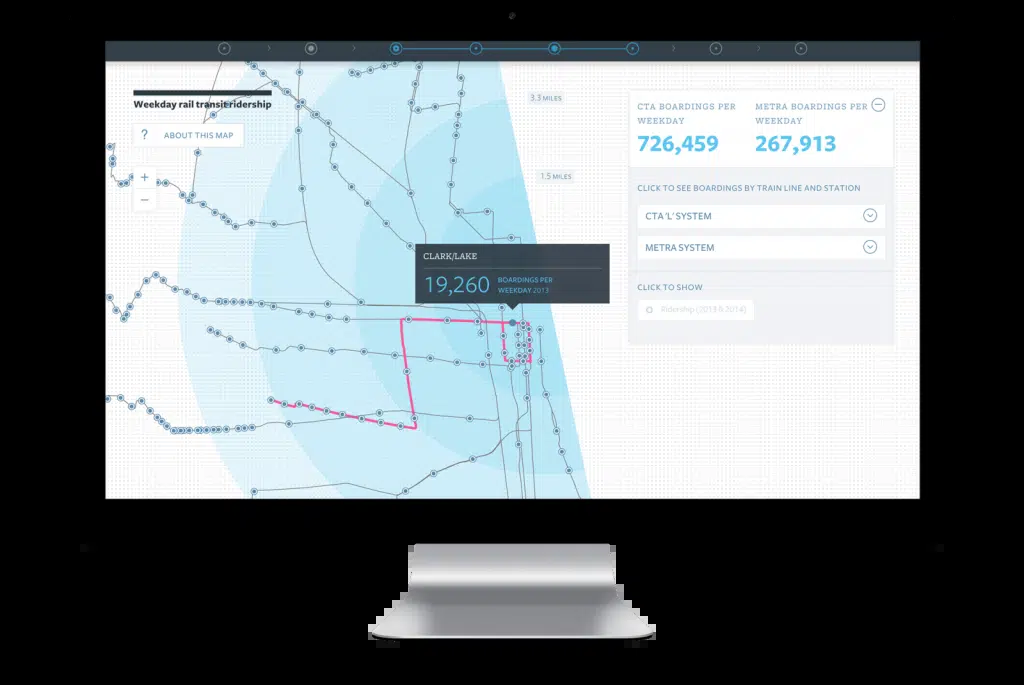 3.3 MILES
Weekday rail transit ridership
? ABOUT THIS MAP
+
−
1.5 MILES
CLARK/LAKE
19,260 BOARDINGS PER
WEEKDAY 2013
CTA BOARDINGS PER
WEEKDAY
726,459
METRA BOARDINGS PER
WEEKDAY
267,913
CLICK TO SEE BOARDINGS BY TRAIN LINE AND STATION
CTA 'L' SYSTEM
METRA SYSTEM
CLICK TO SHOW
Ridership (2013 & 2014)